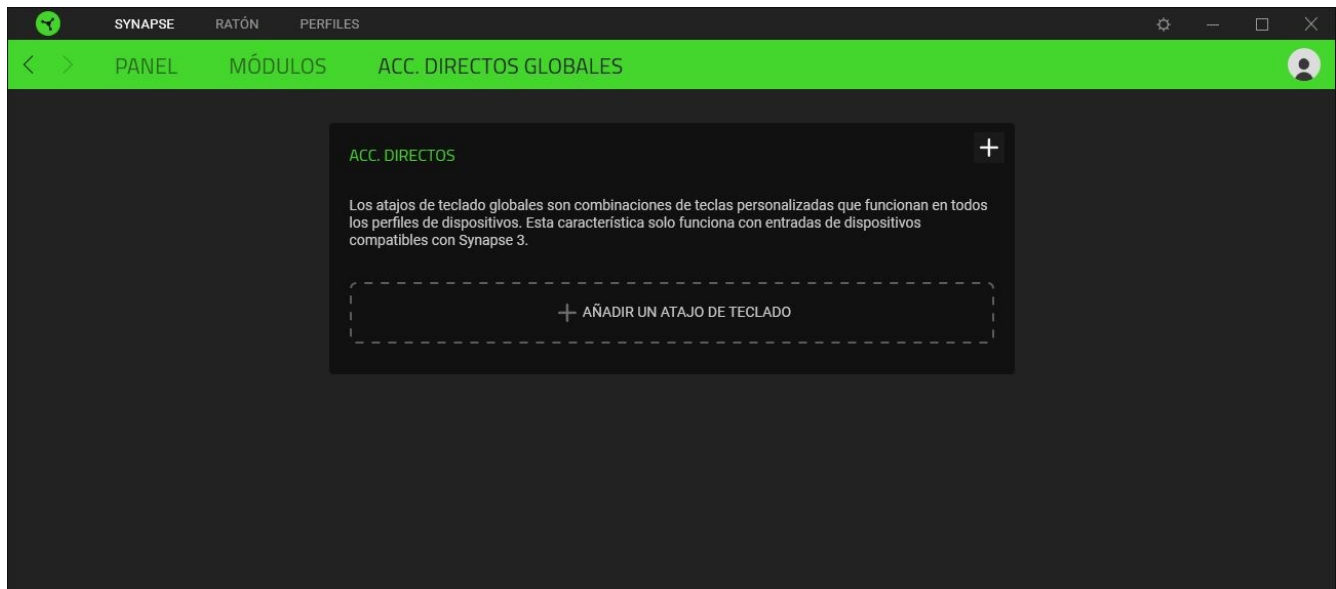 SYNAPSE RATÓN PERFILES
PANEL MÓDULOS ACC. DIRECTOS GLOBALES
ACC. DIRECTOS
Los atajos de teclado globales son combinaciones de teclas personalizadas que funcionan en todos
los perfiles de dispositivos. Esta característica solo funciona con entradas de dispositivos
compatibles con Synapse 3.
AÑADIR UN ATAJO DE TECLADO